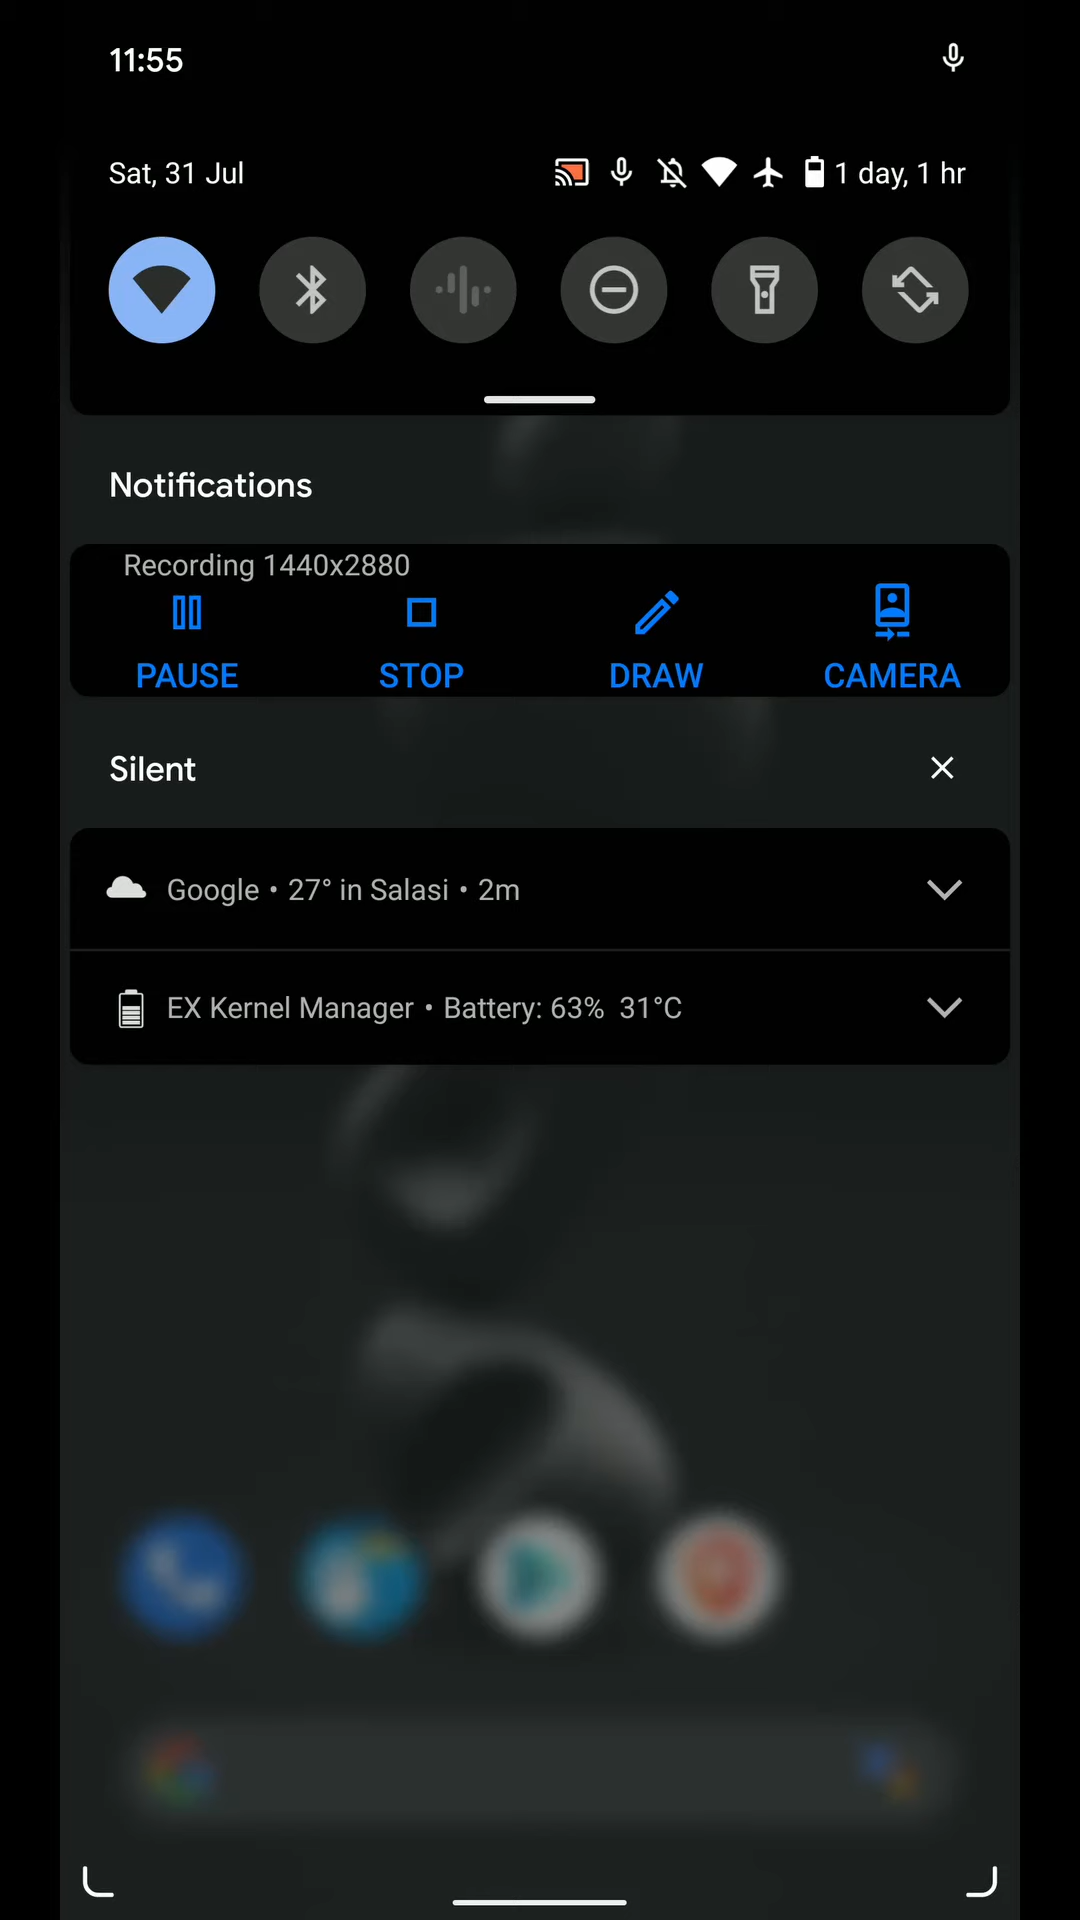 11:55
Sat, 31 Jul
1 day, 1 hr
Notifications
Recording 1440x2880
PAUSE STOP DRAW CAMERA
Silent
Google • 27° in Salasi • 2m
EX Kernel Manager • Battery: 63% 31°C